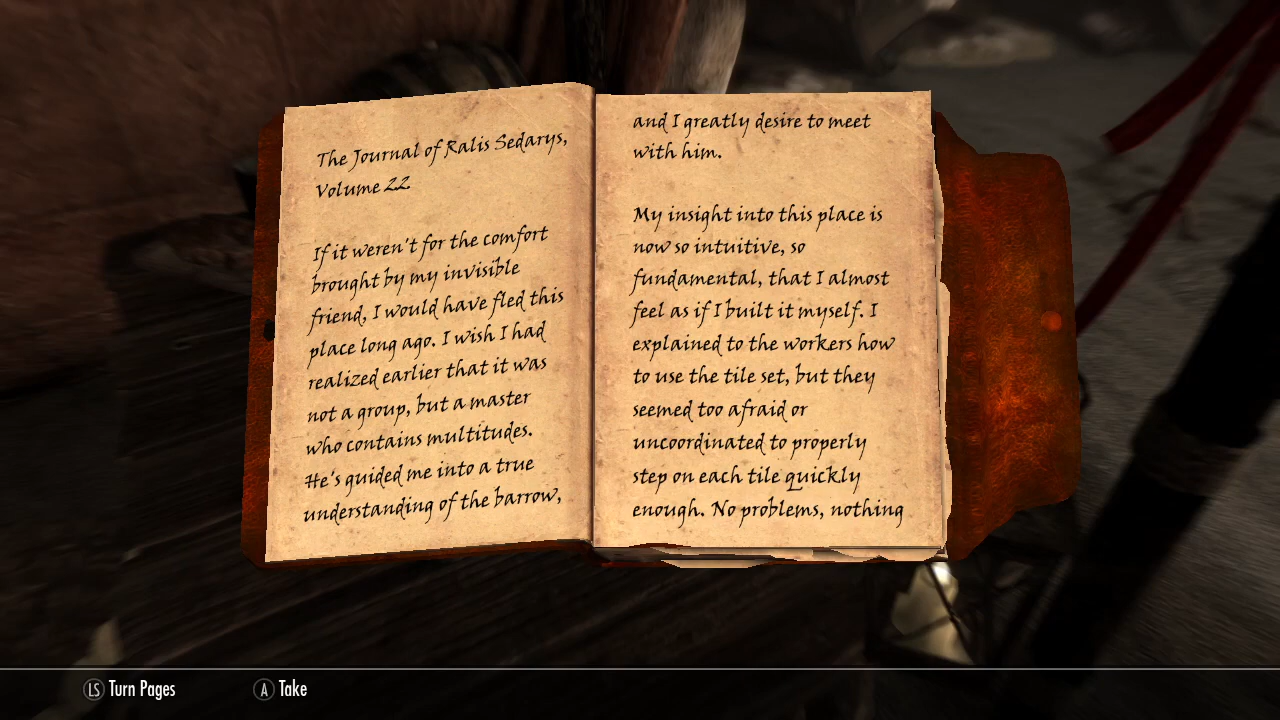 The Journal of Ralis Sedarys,
Volume 22
If it weren't for the comfort
brought by my invisible
friend, I would have fled this
place long ago. I wish I had
realized earlier that it was
not a group, but a master
who contains multitudes.
He's guided me into a true
understanding of the barrow,
and I greatly desire to meet
with him.
My insight into this place is
now so intuitive, so
fundamental, that I almost
feel as if I built it myself. I
explained to the workers how
to use the tile set, but they
seemed too afraid or
uncoordinated to properly
step on each tile quickly
enough. No problems, nothing
LS Turn Pages
A Take